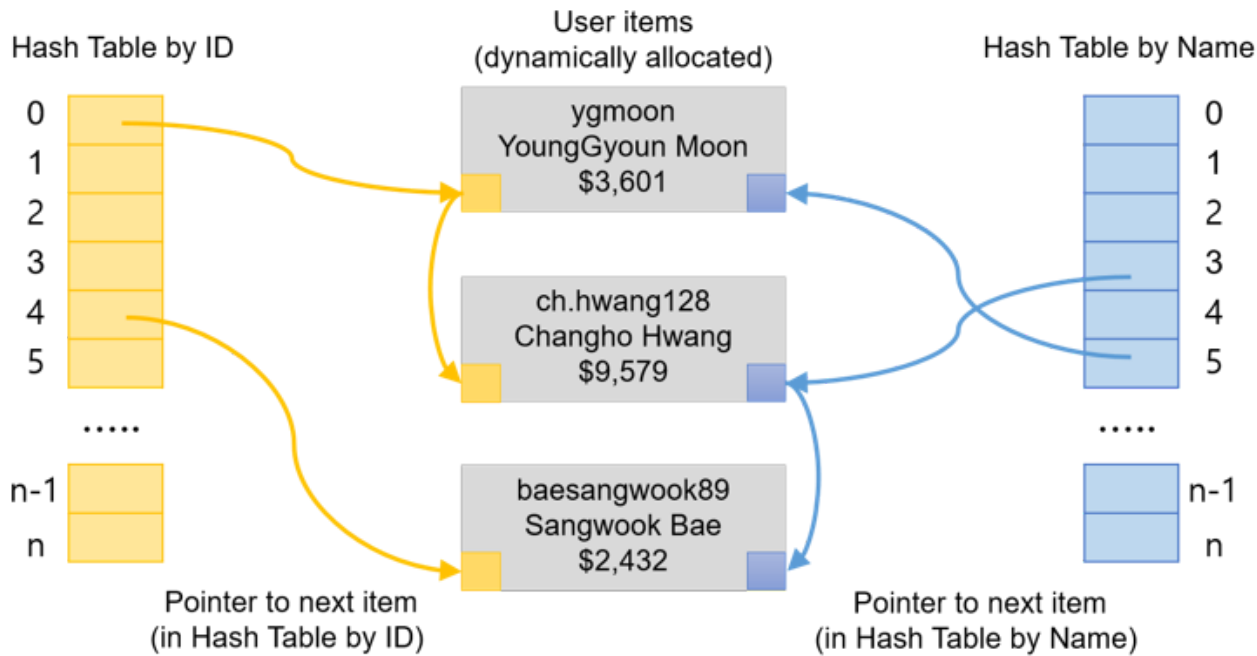 User items
(dynamically allocated)
Hash Table by ID
Hash Table by Name
0
1
2
3
4
5
.....
n-1
n
ygmoon
YoungGyoun Moon
$3,601
ch.hwang128
Changho Hwang
$9,579
baesangwook89
Sangwook Bae
$2,432
0
1
2
3
4
5
.....
n-1
n
Pointer to next item
(in Hash Table by ID)
Pointer to next item
(in Hash Table by Name)